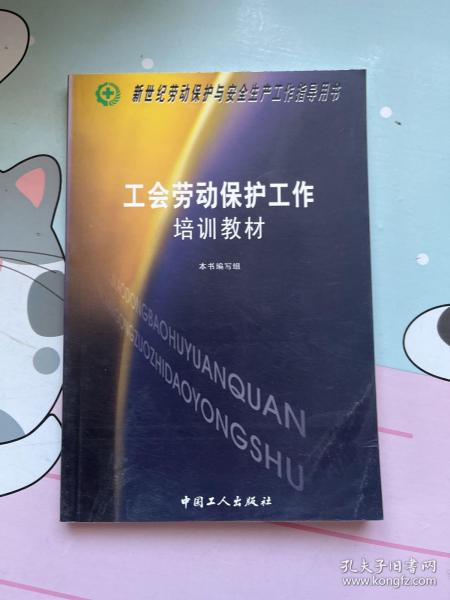 新世纪劳动保护与安全生产工作指导用书
工会劳动保护工作
培训教材
本书编写组
DONGBAOHUYUANQUAN
GONGZUOZHIDAOYONGSHU
中国工人出版社
孔夫子旧书网
www.kongfz.com